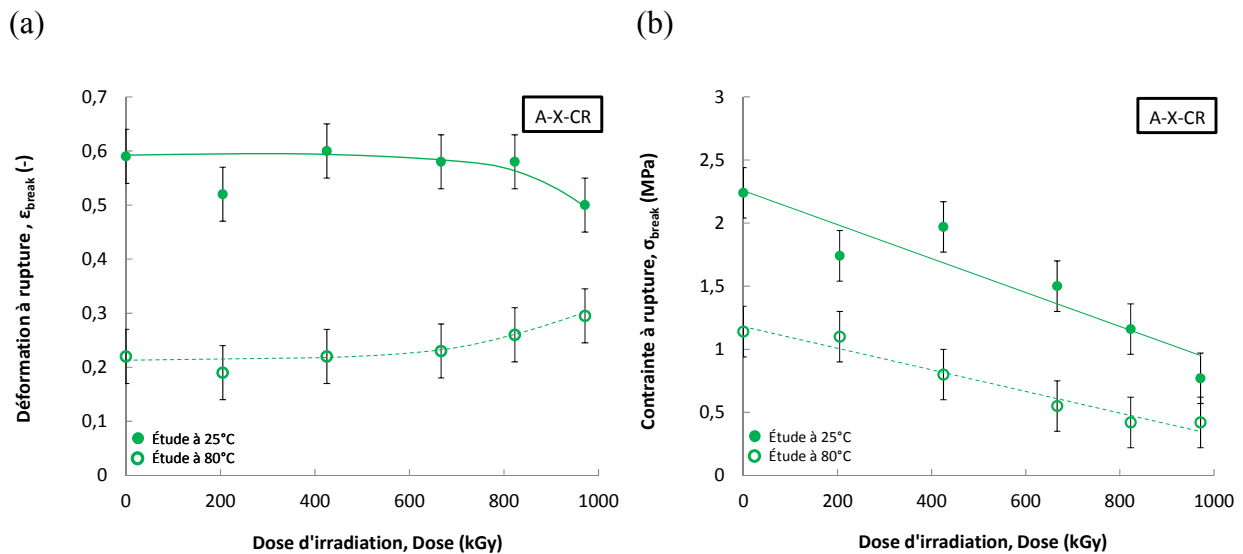 (a)
(b)
A-X-CR
Déformation à rupture , εbreak (-)
0,7
0,6
0,5
0,4
0,3
0,2
0,1
0
Étude à 25°C
Étude à 80°C
0 200 400 600 800 1000
Dose d'irradiation, Dose (kGy)
A-X-CR
Contrainte à rupture, σbreak (MPa)
3
2,5
2
1,5
1
0,5
0
Étude à 25°C
Étude à 80°C
0 200 400 600 800 1000
Dose d'irradiation, Dose (kGy)